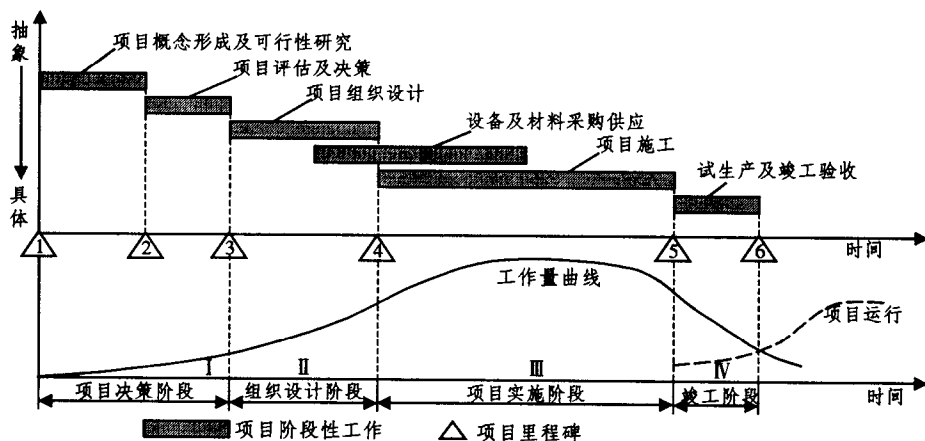 抽象
具体
项目概念形成及可行性研究
项目评估及决策
项目组织设计
设备及材料采购供应
项目施工
试生产及竣工验收
1 2 3 4 5 6 时间
工作量曲线
项目运行
Ⅰ Ⅱ Ⅲ Ⅳ
项目决策阶段 组织设计阶段 项目实施阶段 竣工阶段 时间
项目阶段性工作 项目里程碑